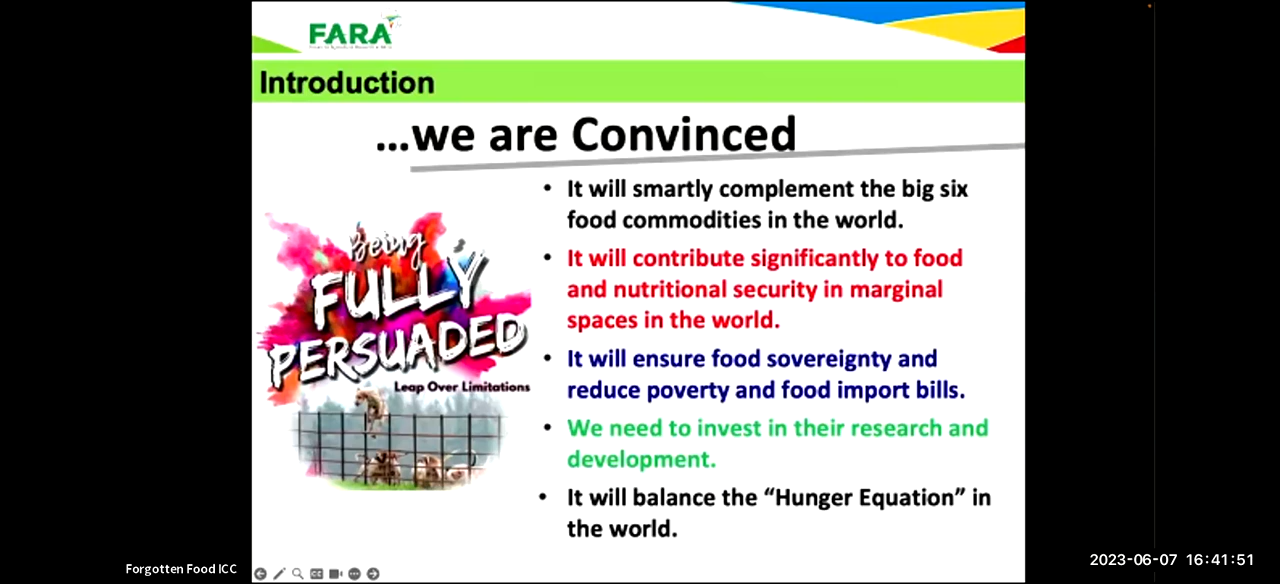 FARA
Introduction
...we are Convinced
• It will smartly complement the big six
food commodities in the world.
• It will contribute significantly to food
and nutritional security in marginal
spaces in the world.
• It will ensure food sovereignty and
reduce poverty and food import bills.
• We need to invest in their research and
development.
• It will balance the “Hunger Equation” in
the world.
Being
FULLY
PERSUADED
Leap Over Limitations
Forgotten Food ICC
2023-06-07 16:41:51